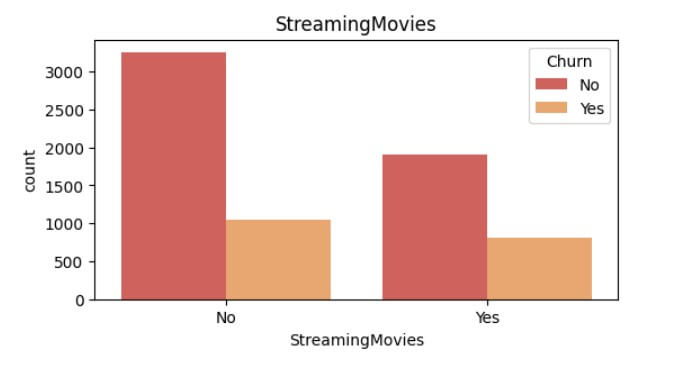 StreamingMovies
Churn
No
Yes
3000
2500
2000
1500
1000
500
0
count
No Yes
StreamingMovies